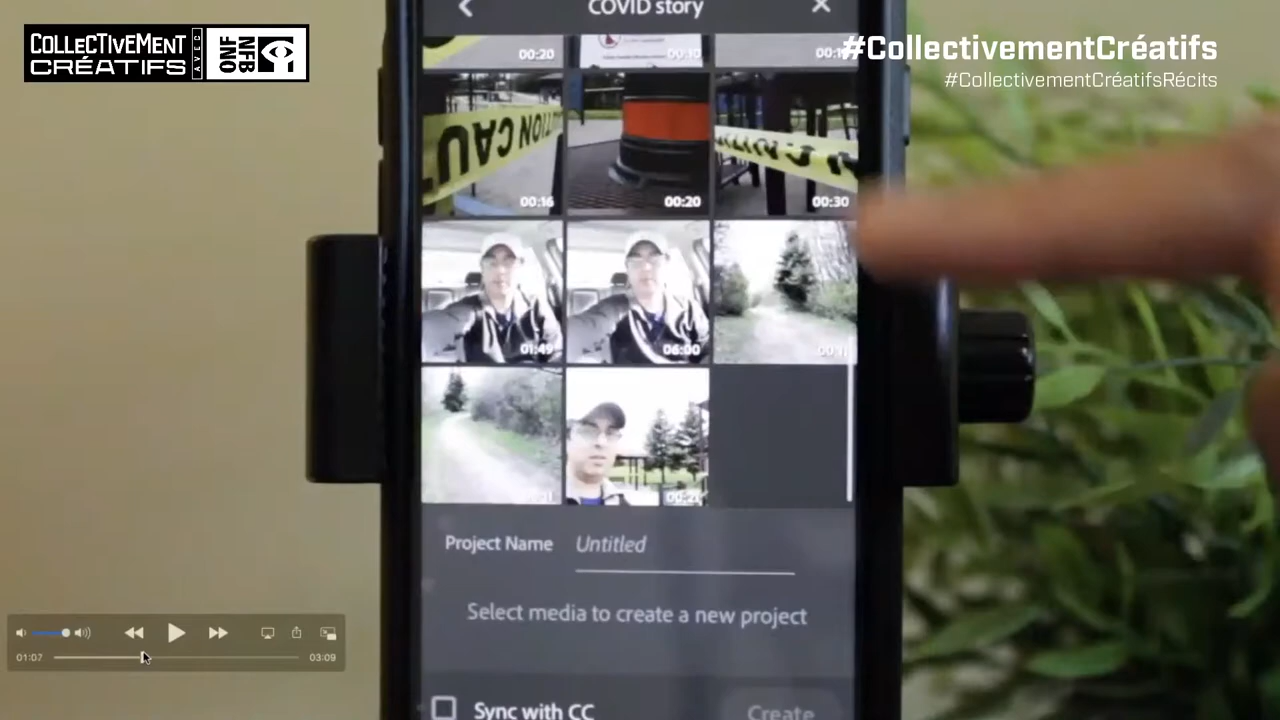 COLLECTIVEMENT
CRÉATIFS
AVEC
ONF
NFB
#CollectivementCréatifs
#CollectivementCréatifsRécits
COVID story
00:20
00:10
CAUTION CAU
00:16
00:20
00:30
01:49
06:00
00:21
Project Name Untitled
Select media to create a new project
Sync with CC
Create
01:07
03:09